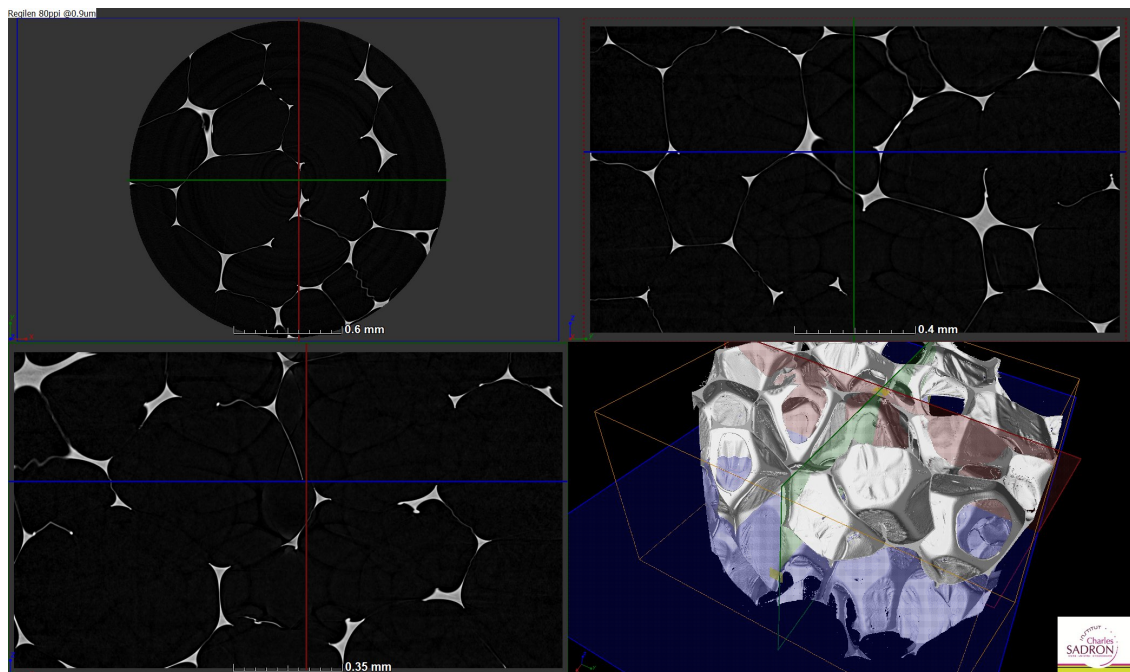 Regilen 80ppi @0.9um
0.6 mm
0.4 mm
0.35 mm
INSTITUT
Charles
SADRON